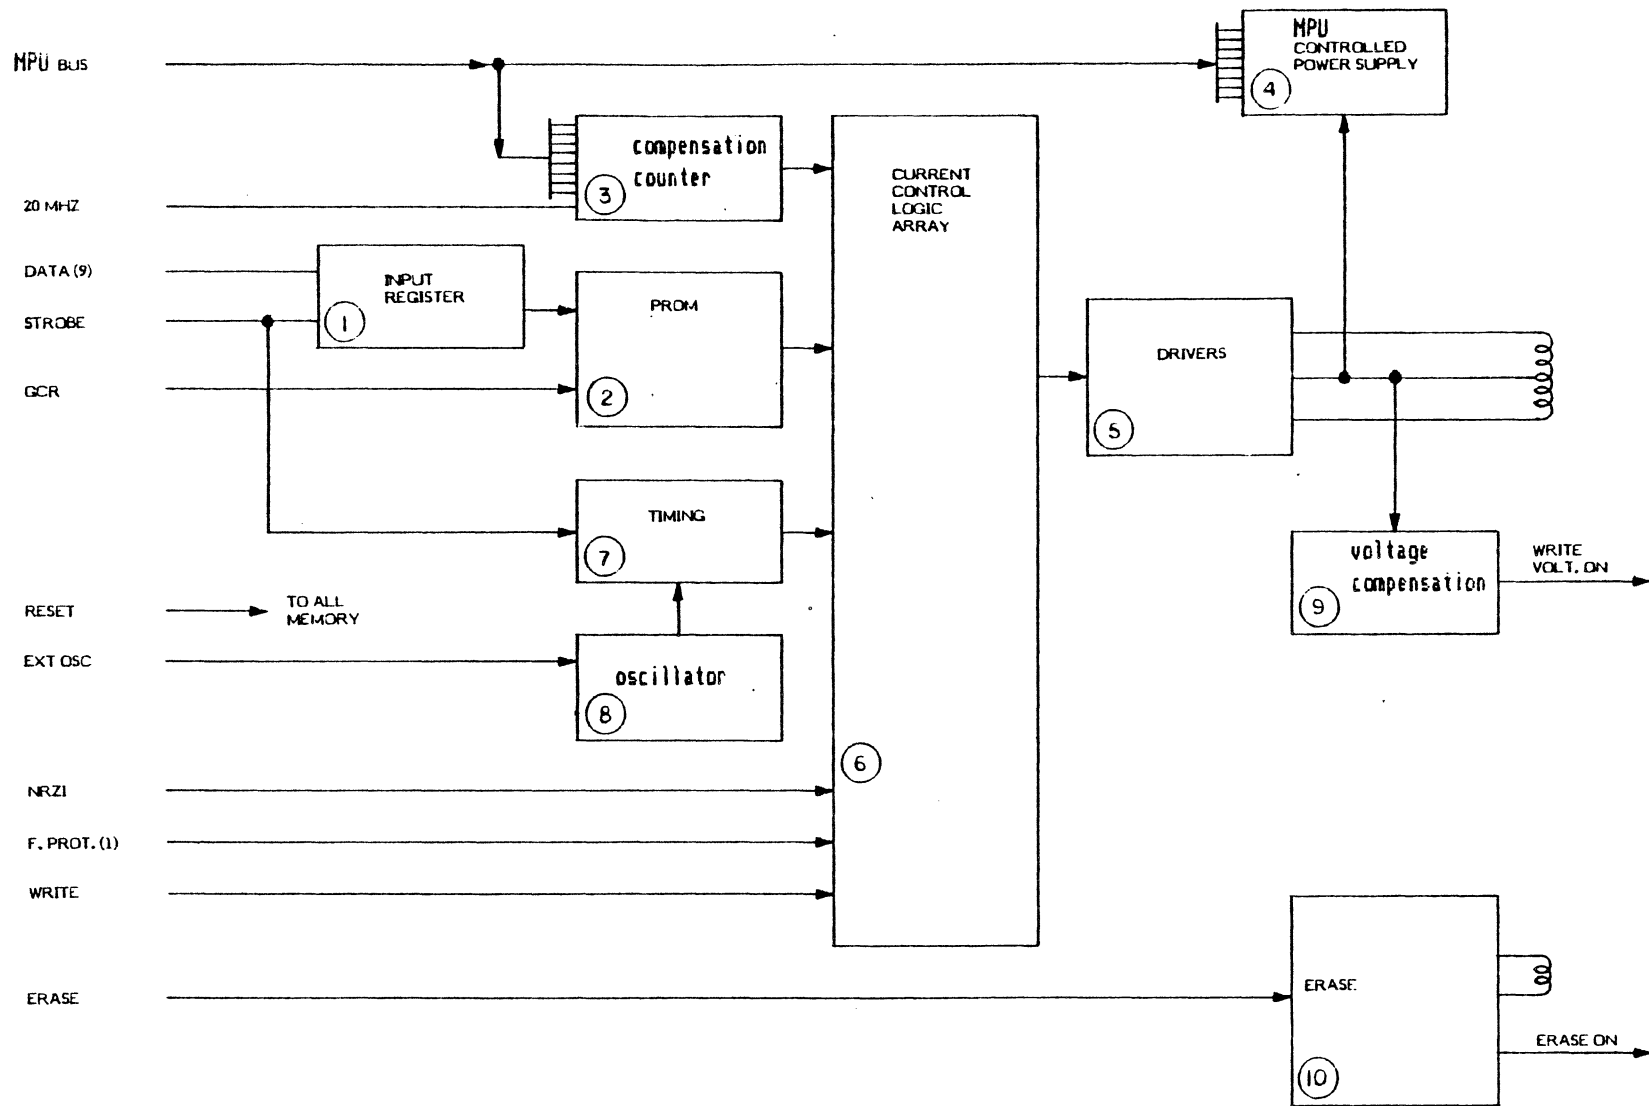 MPU BUS
MPU
CONTROLLED
POWER SUPPLY
4
compensation
counter
3
20 MHZ
CURRENT
CONTROL
LOGIC
ARRAY
DATA (9)
INPUT
REGISTER
1
STROBE
PROM
2
GCR
DRIVERS
5
TIMING
7
voltage
compensation
9
WRITE
VOLT. ON
RESET
TO ALL
MEMORY
EXT OSC
oscillator
8
6
NRZI
F. PROT. (1)
WRITE
ERASE
ERASE
10
ERASE ON